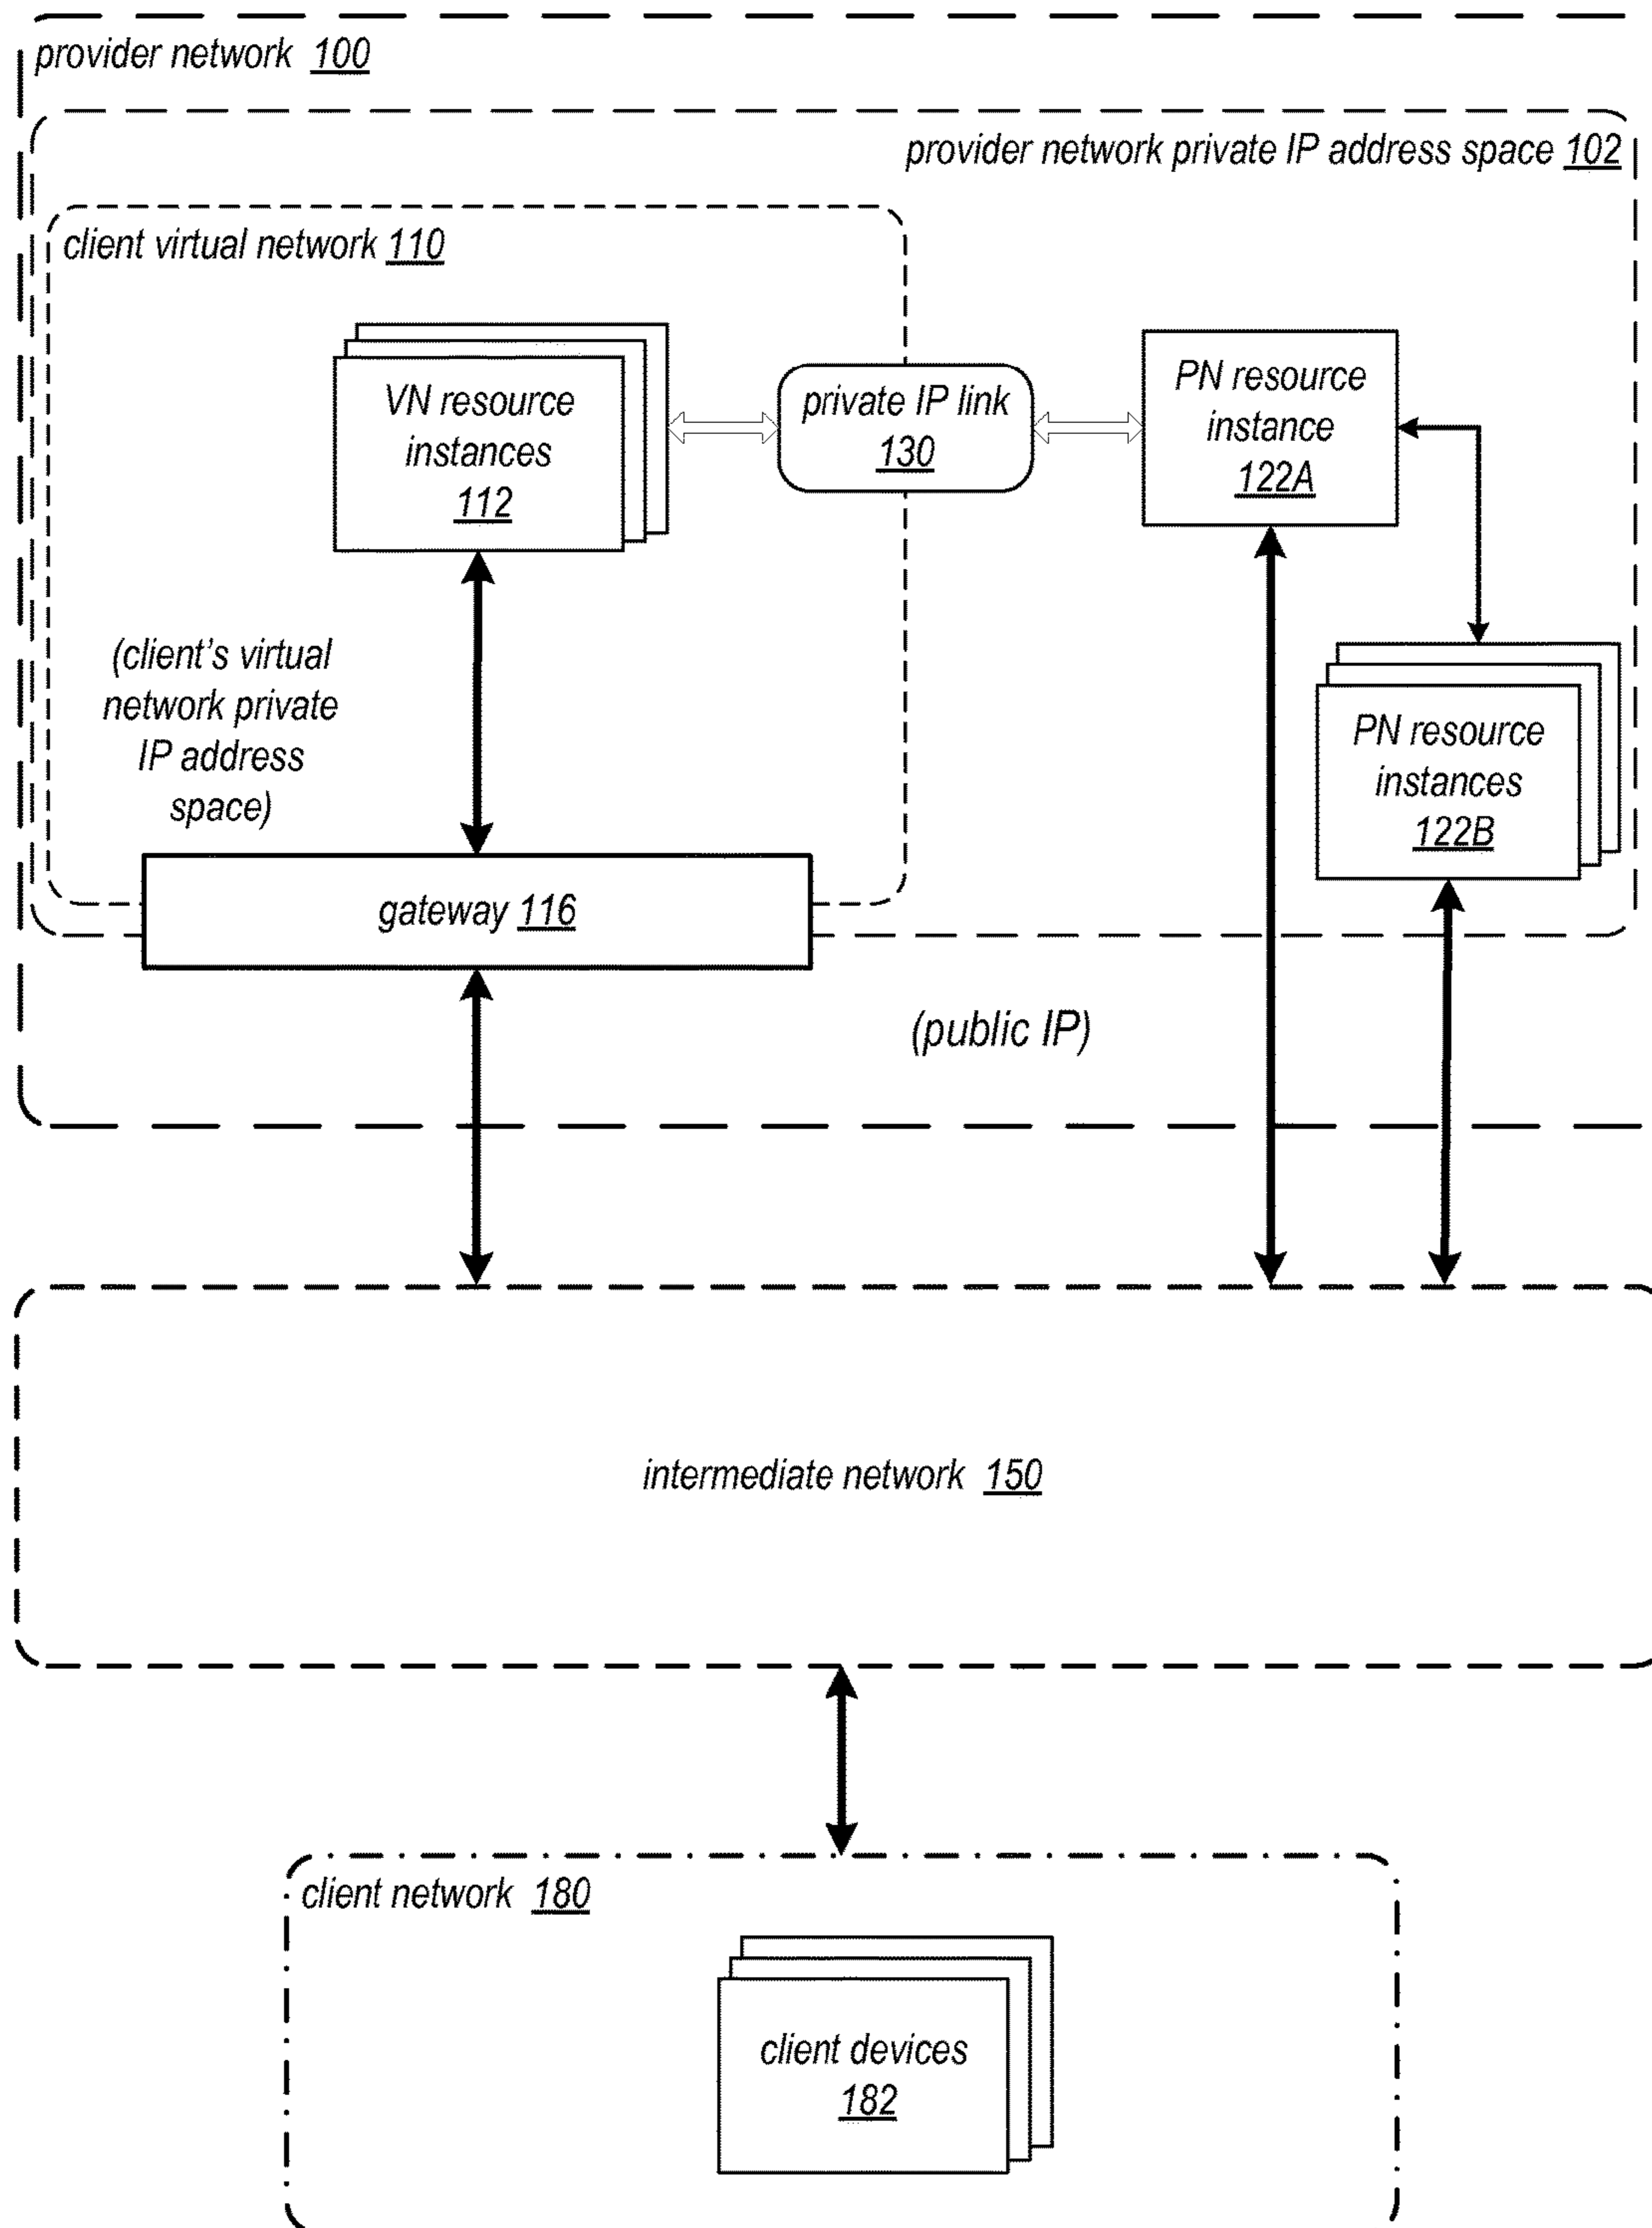 provider network 100
provider network private IP address space 102
client virtual network 110
VN resource
instances
112
private IP link
130
PN resource
instance
122A
(client's virtual
network private
IP address
space)
PN resource
instances
122B
gateway 116
(public IP)
intermediate network 150
client network 180
client devices
182